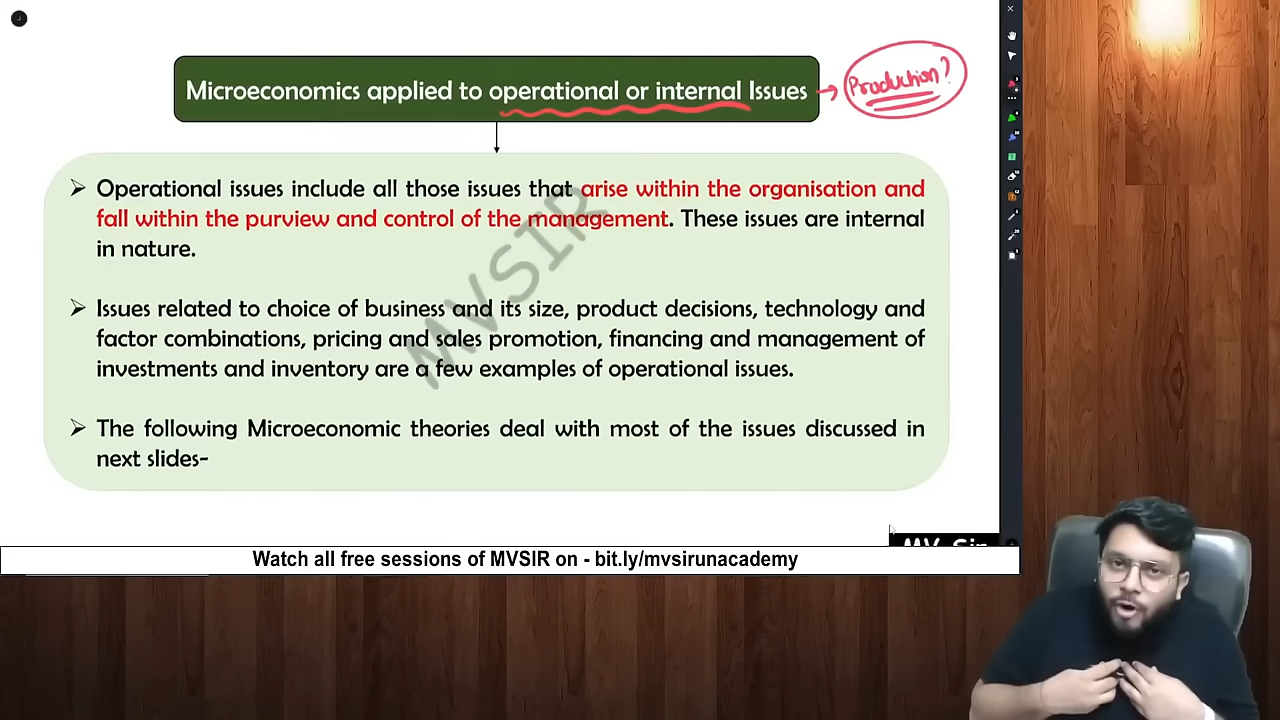 Microeconomics applied to operational or internal Issues
Production?
➢ Operational issues include all those issues that arise within the organisation and
fall within the purview and control of the management. These issues are internal
in nature.
➢ Issues related to choice of business and its size, product decisions, technology and
factor combinations, pricing and sales promotion, financing and management of
investments and inventory are a few examples of operational issues.
➢ The following Microeconomic theories deal with most of the issues discussed in
next slides-
MVSIR
MV Sir
Watch all free sessions of MVSIR on - bit.ly/mvsirunacademy